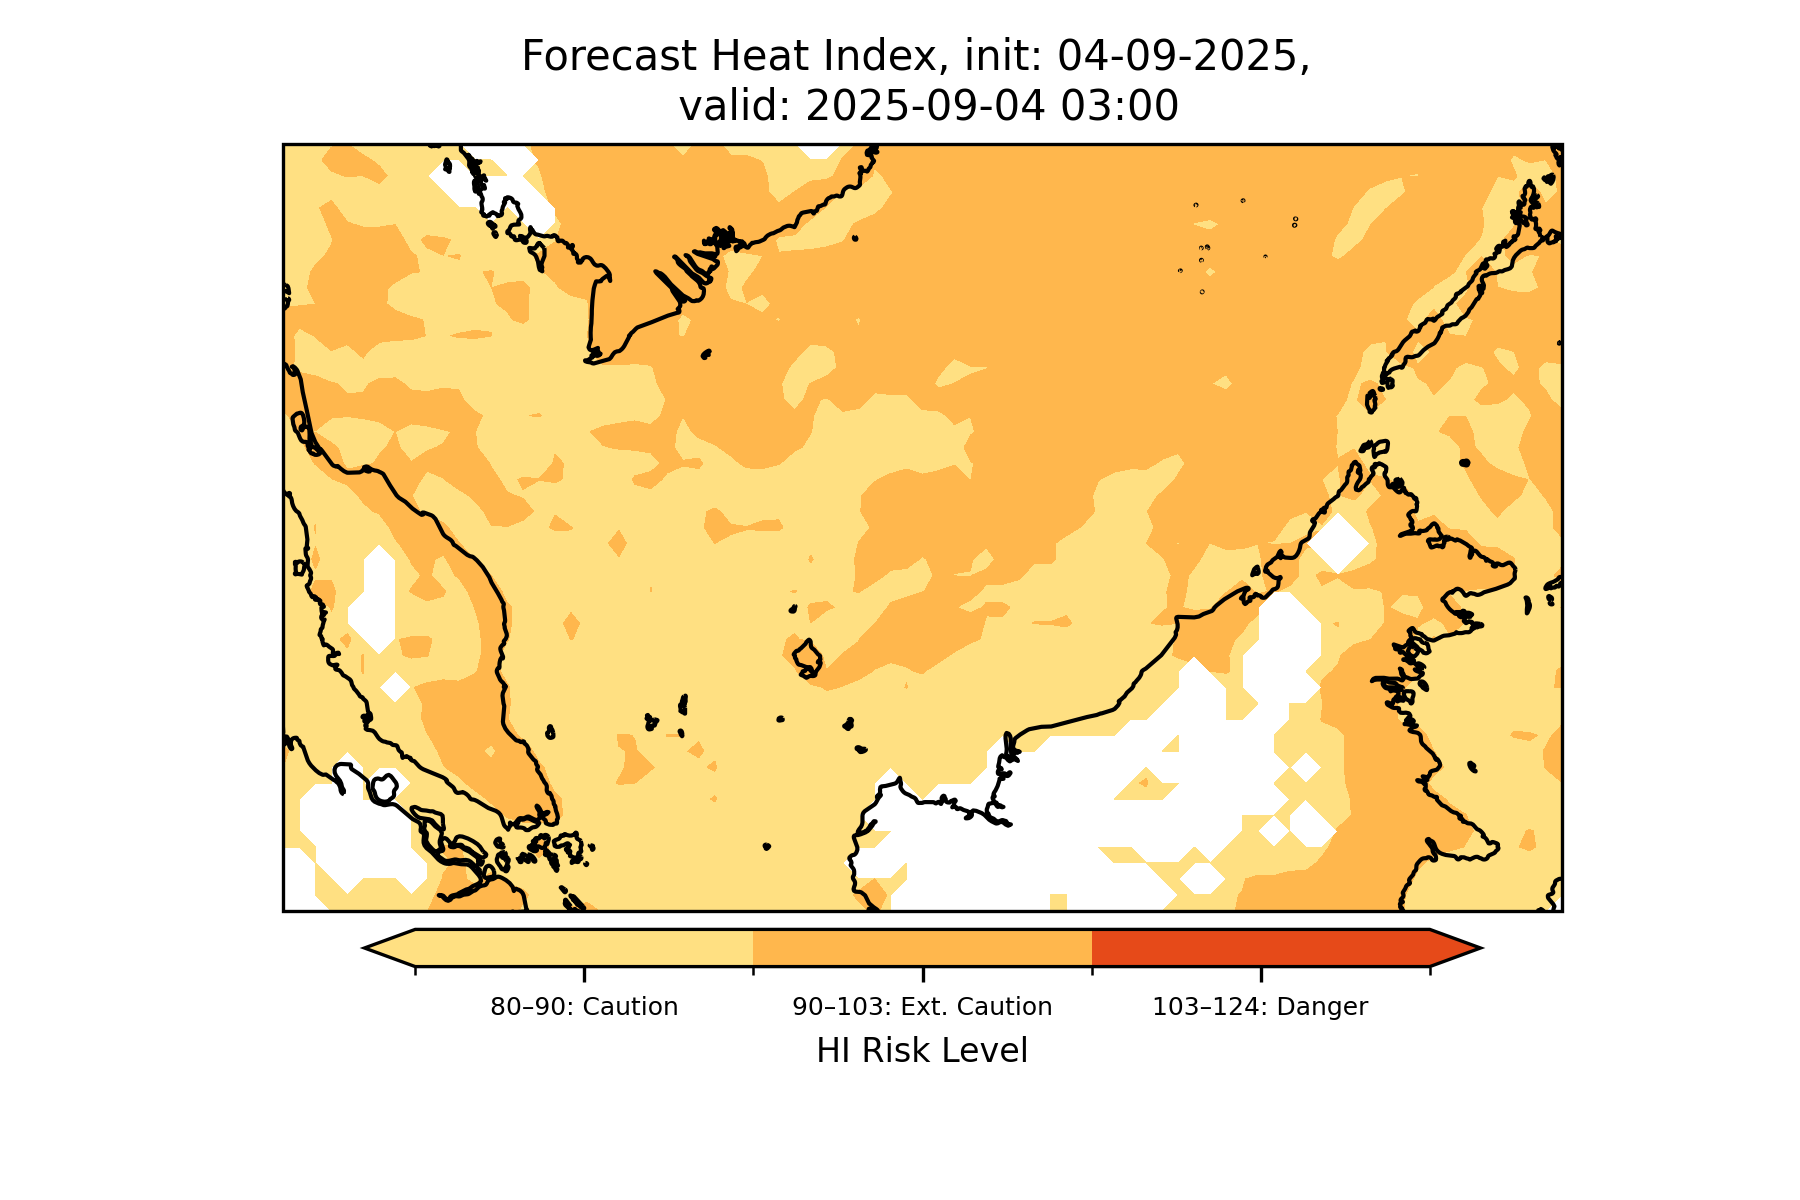 Forecast Heat Index, init: 04-09-2025,
valid: 2025-09-04 03:00
80–90: Caution
90–103: Ext. Caution
103–124: Danger
HI Risk Level